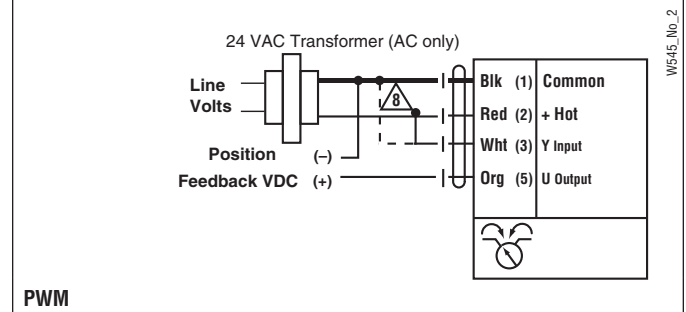 24 VAC Transformer (AC only)
Line
Volts
8
Blk (1) Common
Red (2) + Hot
Wht (3) Y Input
Org (5) U Output
Position (–)
Feedback VDC (+)
PWM
W545_No_2